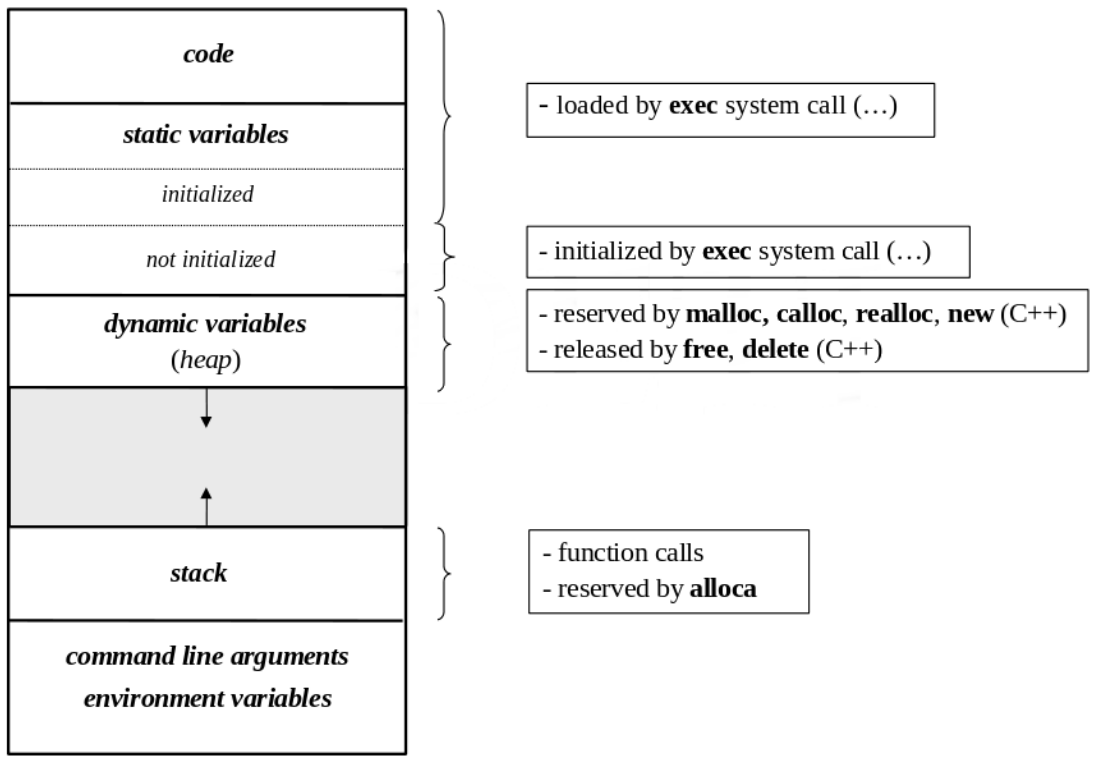 code
- loaded by exec system call (…)
static variables
initialized
not initialized
- initialized by exec system call (…)
dynamic variables
(heap)
- reserved by malloc, calloc, realloc, new (C++)
- released by free, delete (C++)
stack
- function calls
- reserved by alloca
command line arguments
environment variables